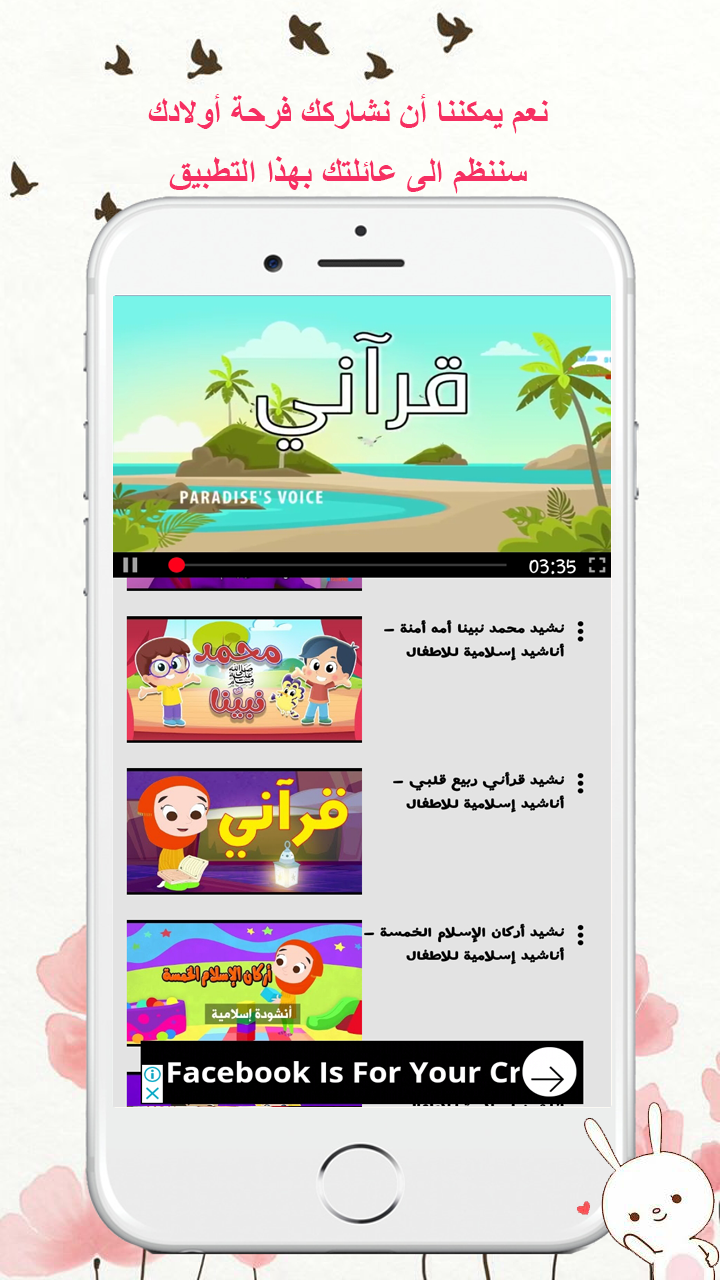 نعم يمكننا أن نشاركك فرحة أولادك
سننظم الى عائلتك بهذا التطبيق
قرآني
PARADISE'S VOICE
03:35
نشيد محمد نبينا أمه أمنة –
أناشيد إسلامية للاطفال
محمد
صلى الله عليه وسلم
نبينا
نشيد قرأني ربيع قلبي –
أناشيد إسلامية للاطفال
قرآني
نشيد أركان الإسلام الخمسة –
أناشيد إسلامية للاطفال
أركان الإسلام الخمسة
أنشودة إسلامية
Facebook Is For Your Cr